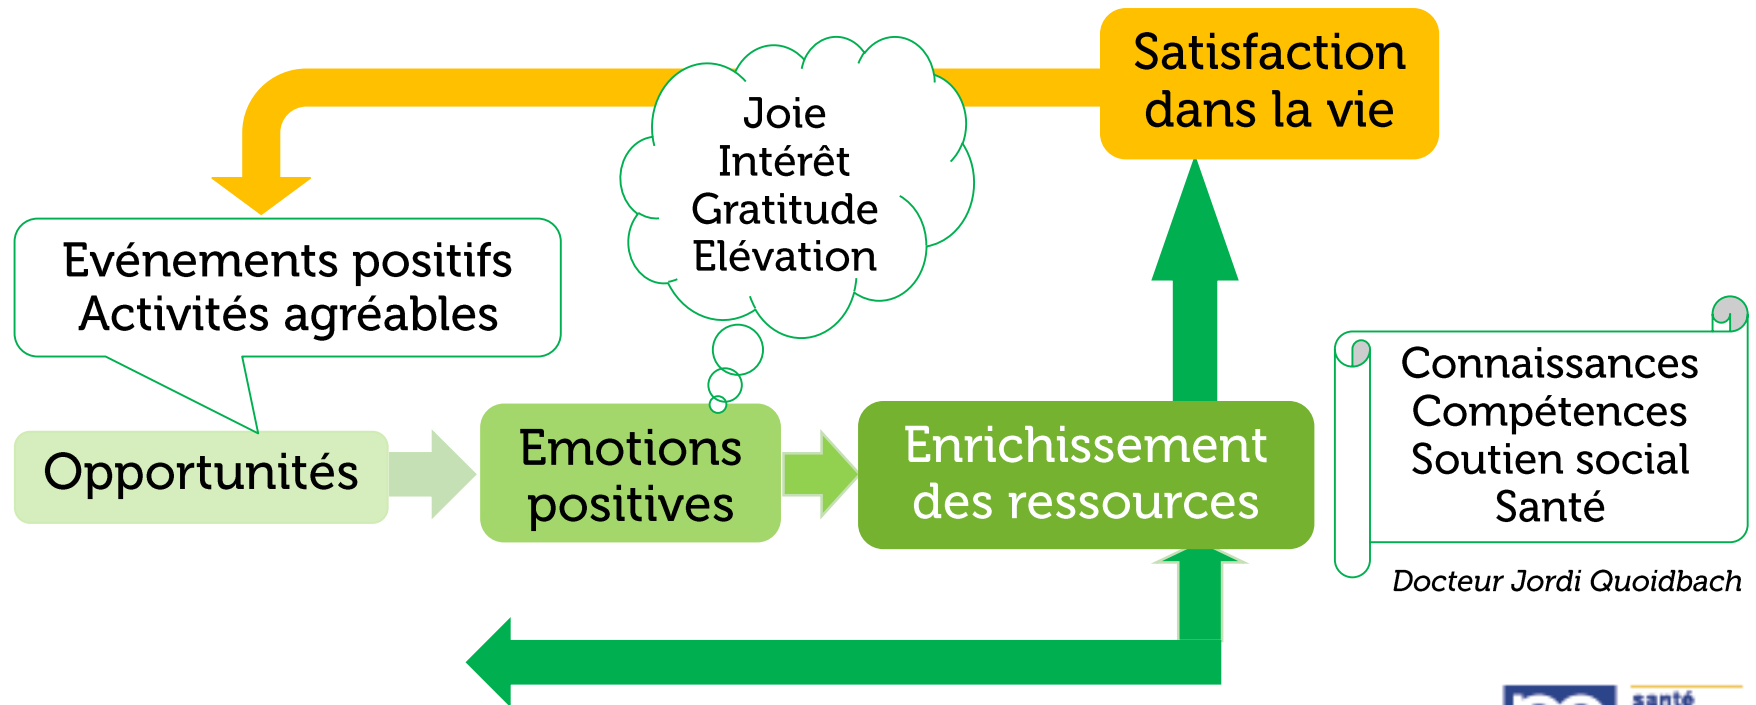 Satisfaction
dans la vie
Joie
Intérêt
Gratitude
Elévation
Evénements positifs
Activités agréables
Opportunités
Emotions
positives
Enrichissement
des ressources
Connaissances
Compétences
Soutien social
Santé
Docteur Jordi Quoidbach
santé